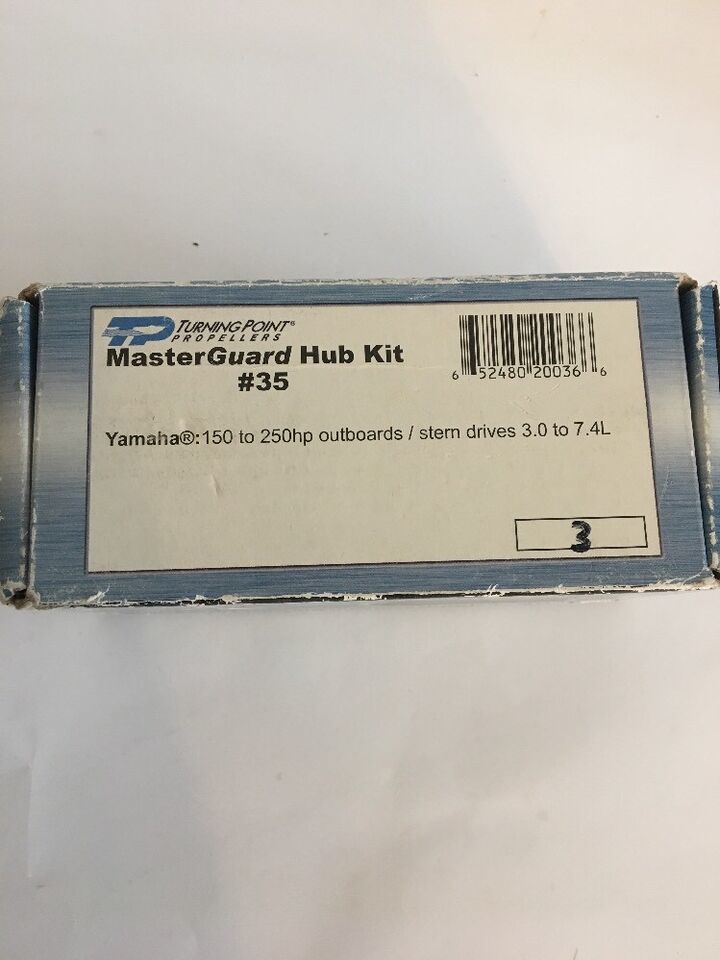 TP TURNING POINT®
PROPELLERS
MasterGuard Hub Kit
#35
6 52480 20036 6
Yamaha®: 150 to 250hp outboards / stern drives 3.0 to 7.4L
3